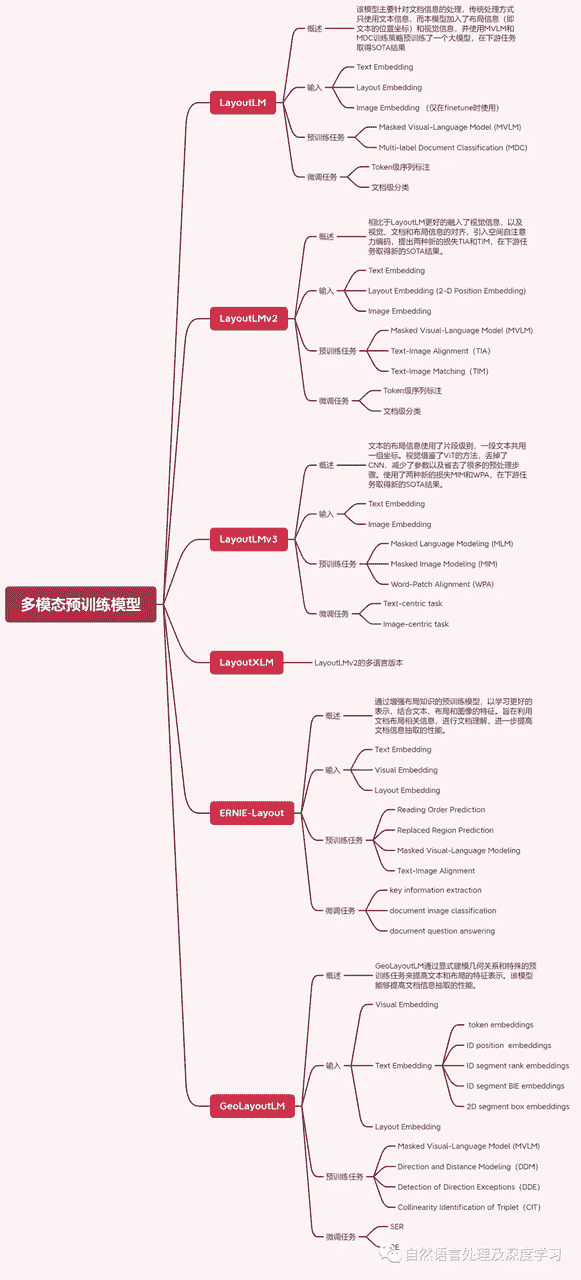 多模态预训练模型
LayoutLM
概述
该模型主要针对文档信息的处理，传统处理方式
只使用文本信息，而本模型加入了布局信息（即
文本的位置坐标）和视觉信息，并使用MVLM和
MDC训练策略预训练了一个大模型，在下游任务
取得SOTA结果
输入
Text Embedding
Layout Embedding
Image Embedding （仅在finetune时使用）
预训练任务
Masked Visual-Language Model (MVLM)
Multi-label Document Classification (MDC)
微调任务
Token级序列标注
文档级分类
LayoutLMv2
概述
相比于LayoutLM更好的融入了视觉信息，以及
视觉、文档和布局信息的对齐，引入空间自注意
力编码，提出两种新的损失TIA和TIM，在下游任
务取得新的SOTA结果。
输入
Text Embedding
Layout Embedding (2-D Position Embedding)
Image Embedding
预训练任务
Masked Visual-Language Model (MVLM)
Text-Image Alignment（TIA）
Text-Image Matching（TIM）
微调任务
Token级序列标注
文档级分类
LayoutLMv3
概述
文本的布局信息使用了片段级别，一段文本共用
一组坐标。视觉借鉴了ViT的方法，丢掉了
CNN，减少了参数以及省去了很多的预处理步
骤。使用了两种新的损失MIM和WPA，在下游任
务取得新的SOTA结果。
输入
Text Embedding
Image Embedding
预训练任务
Masked Language Modeling (MLM)
Masked Image Modeling (MIM)
Word-Patch Alignment (WPA)
微调任务
Text-centric task
Image-centric task
LayoutXLM
LayoutLMv2的多语言版本
ERNIE-Layout
概述
通过增强布局知识的预训练模型，以学习更好的
表示，结合文本、布局和图像的特征。旨在利用
文档布局相关信息，进行文档理解，进一步提高
文档信息抽取的性能。
输入
Text Embedding
Visual Embedding
Layout Embedding
预训练任务
Reading Order Prediction
Replaced Region Prediction
Masked Visual-Language Modeling
Text-Image Alignment
微调任务
key information extraction
document image classification
document question answering
GeoLayoutLM
概述
GeoLayoutLM通过显式建模几何关系和特殊的预
训练任务来提高文本和布局的特征表示。该模型
能够提高文档信息抽取的性能。
输入
Visual Embedding
Text Embedding
token embeddings
ID position embeddings
ID segment rank embeddings
ID segment BIE embeddings
2D segment box embeddings
Layout Embedding
预训练任务
Masked Visual-Language Model (MVLM)
Direction and Distance Modeling（DDM）
Detection of Direction Exceptions（DDE）
Collinearity Identification of Triplet（CIT）
微调任务
SER
自然语言处理及深度学习